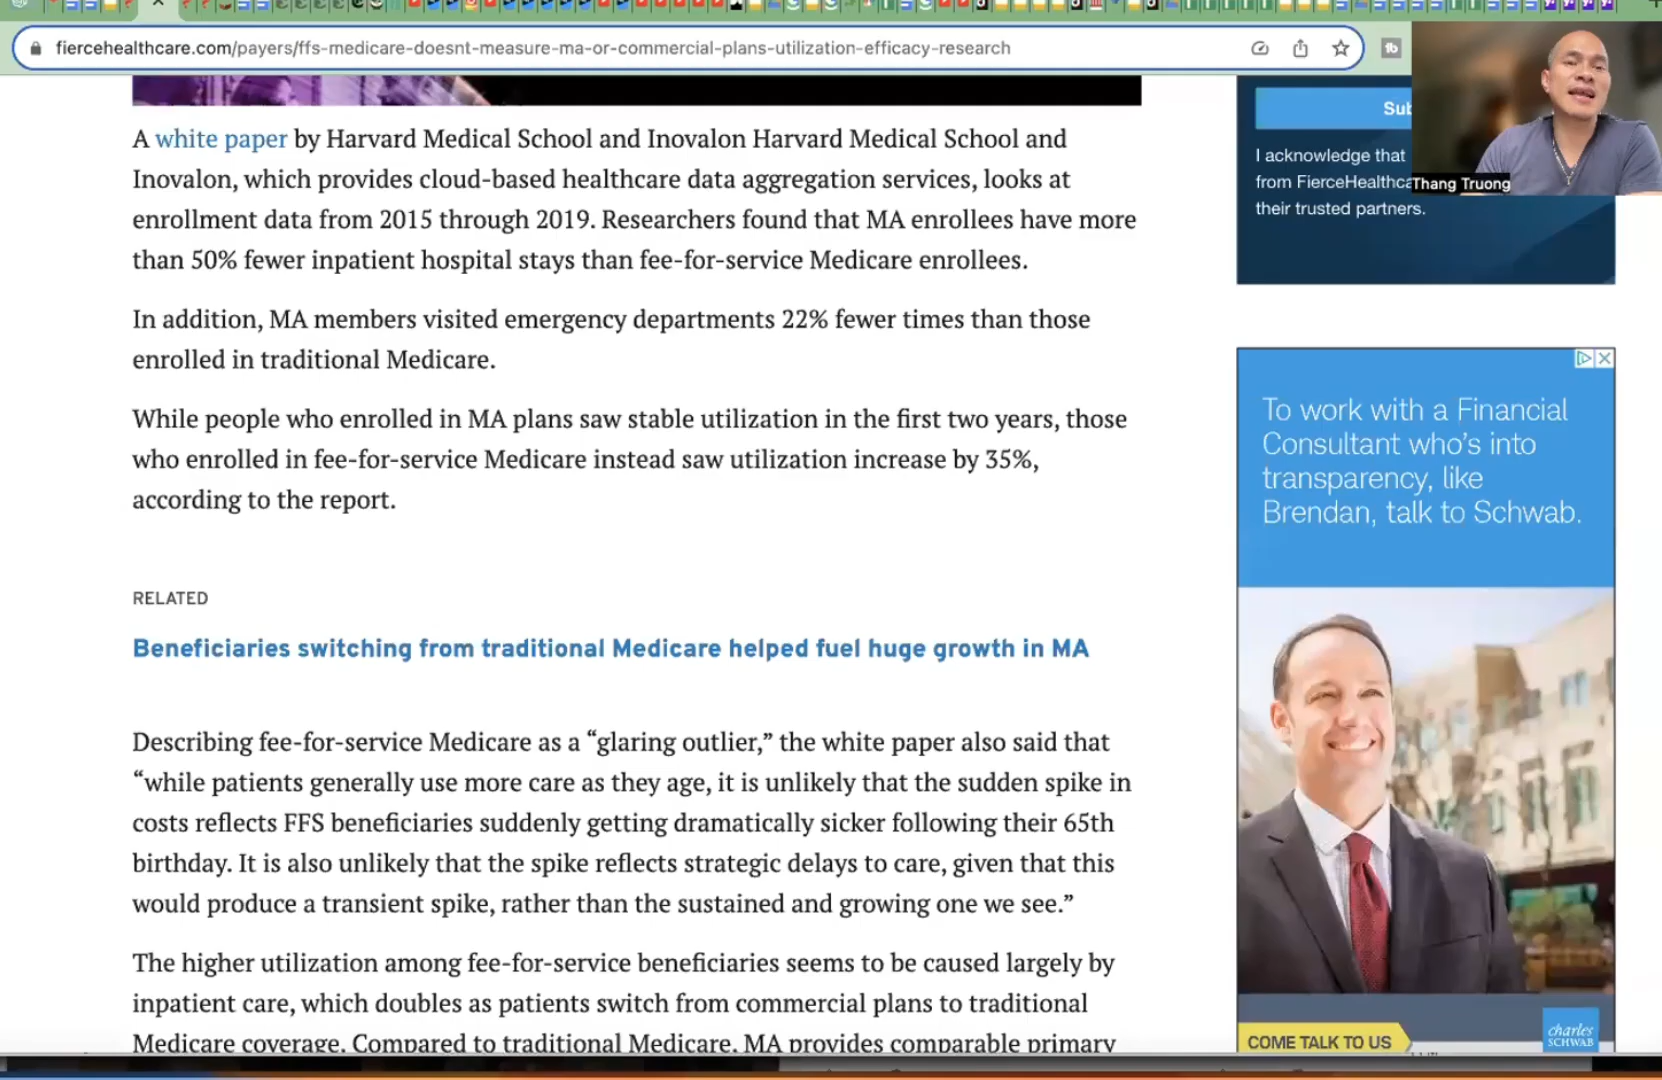 fiercehealthcare.com/payers/ffs-medicare-doesnt-measure-ma-or-commercial-plans-utilization-efficacy-research
A white paper by Harvard Medical School and Inovalon Harvard Medical School and
Inovalon, which provides cloud-based healthcare data aggregation services, looks at
enrollment data from 2015 through 2019. Researchers found that MA enrollees have more
than 50% fewer inpatient hospital stays than fee-for-service Medicare enrollees.
In addition, MA members visited emergency departments 22% fewer times than those
enrolled in traditional Medicare.
While people who enrolled in MA plans saw stable utilization in the first two years, those
who enrolled in fee-for-service Medicare instead saw utilization increase by 35%,
according to the report.
RELATED
Beneficiaries switching from traditional Medicare helped fuel huge growth in MA
Describing fee-for-service Medicare as a “glaring outlier,” the white paper also said that
“while patients generally use more care as they age, it is unlikely that the sudden spike in
costs reflects FFS beneficiaries suddenly getting dramatically sicker following their 65th
birthday. It is also unlikely that the spike reflects strategic delays to care, given that this
would produce a transient spike, rather than the sustained and growing one we see.”
The higher utilization among fee-for-service beneficiaries seems to be caused largely by
inpatient care, which doubles as patients switch from commercial plans to traditional
Medicare coverage. Compared to traditional Medicare, MA provides comparable primary
Sub
I acknowledge that
from FierceHealthca
their trusted partners.
Thang Truong
To work with a Financial
Consultant who's into
transparency, like
Brendan, talk to Schwab.
COME TALK TO US
charles
SCHWAB